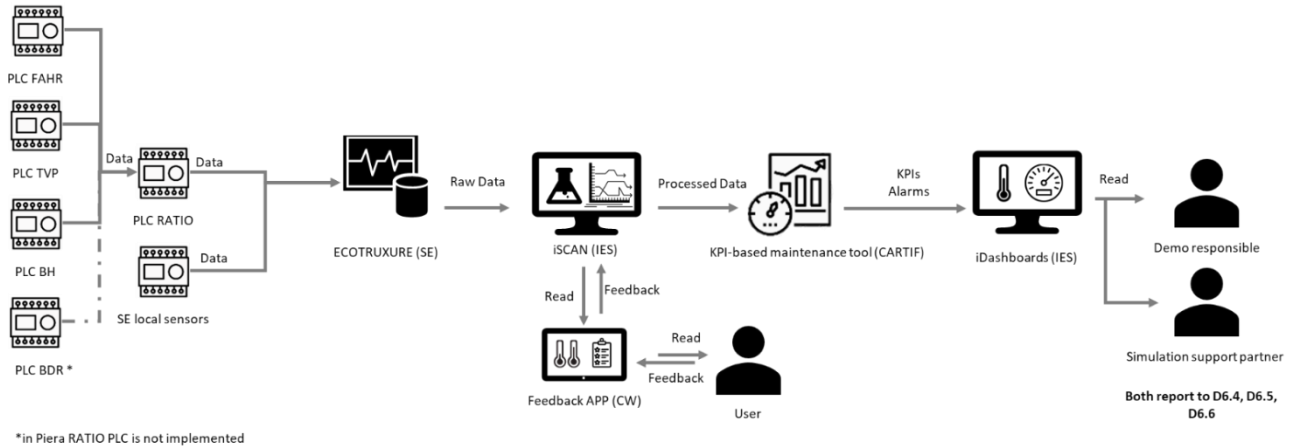 PLC FAHR
PLC TVP
PLC BH
PLC BDR *
Data
PLC RATIO
Data
SE local sensors
Data
ECOTRUXURE (SE)
Raw Data
iSCAN (IES)
Processed Data
KPI-based maintenance tool (CARTIF)
KPIs
Alarms
iDashboards (IES)
Read
Demo responsible
Simulation support partner
Both report to D6.4, D6.5,
D6.6
Read
Feedback
Feedback APP (CW)
Read
Feedback
User
*in Piera RATIO PLC is not implemented